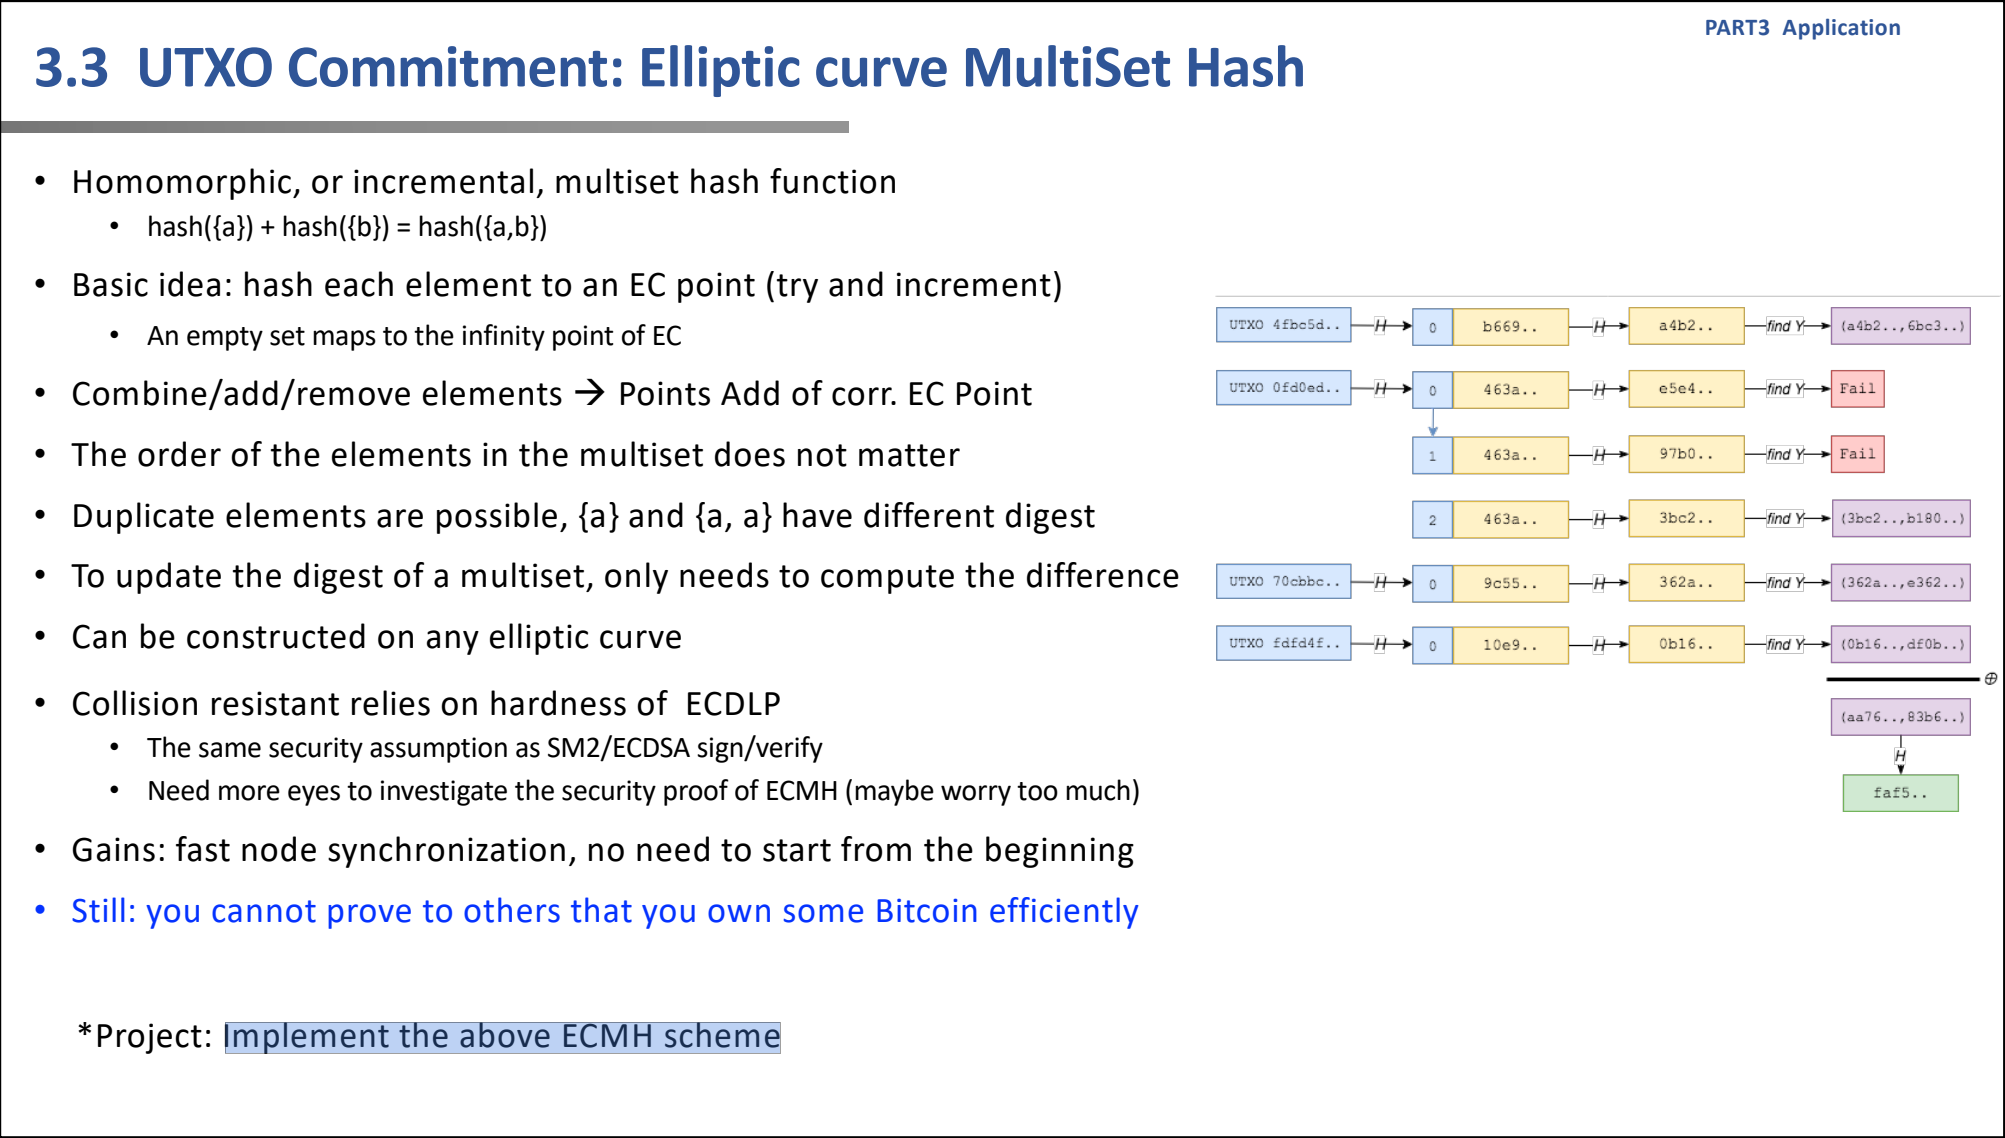 PART3 Application
3.3 UTXO Commitment: Elliptic curve MultiSet Hash
• Homomorphic, or incremental, multiset hash function
• hash({a}) + hash({b}) = hash({a,b})
• Basic idea: hash each element to an EC point (try and increment)
• An empty set maps to the infinity point of EC
• Combine/add/remove elements → Points Add of corr. EC Point
• The order of the elements in the multiset does not matter
• Duplicate elements are possible, {a} and {a, a} have different digest
• To update the digest of a multiset, only needs to compute the difference
• Can be constructed on any elliptic curve
• Collision resistant relies on hardness of ECDLP
• The same security assumption as SM2/ECDSA sign/verify
• Need more eyes to investigate the security proof of ECMH (maybe worry too much)
• Gains: fast node synchronization, no need to start from the beginning
• Still: you cannot prove to others that you own some Bitcoin efficiently
*Project: Implement the above ECMH scheme
UTXO 4fbc5d.. H 0 b669.. H a4b2.. find Y (a4b2..,6bc3..)
UTXO 0fd0ed.. H 0 463a.. H e5e4.. find Y Fail
1 463a.. H 97b0.. find Y Fail
2 463a.. H 3bc2.. find Y (3bc2..,b180..)
UTXO 70cbbc.. H 0 9c55.. H 362a.. find Y (362a..,e362..)
UTXO fdfd4f.. H 0 10e9.. H 0b16.. find Y (0b16..,df0b..)
⊕
(aa76..,83b6..)
H
faf5..